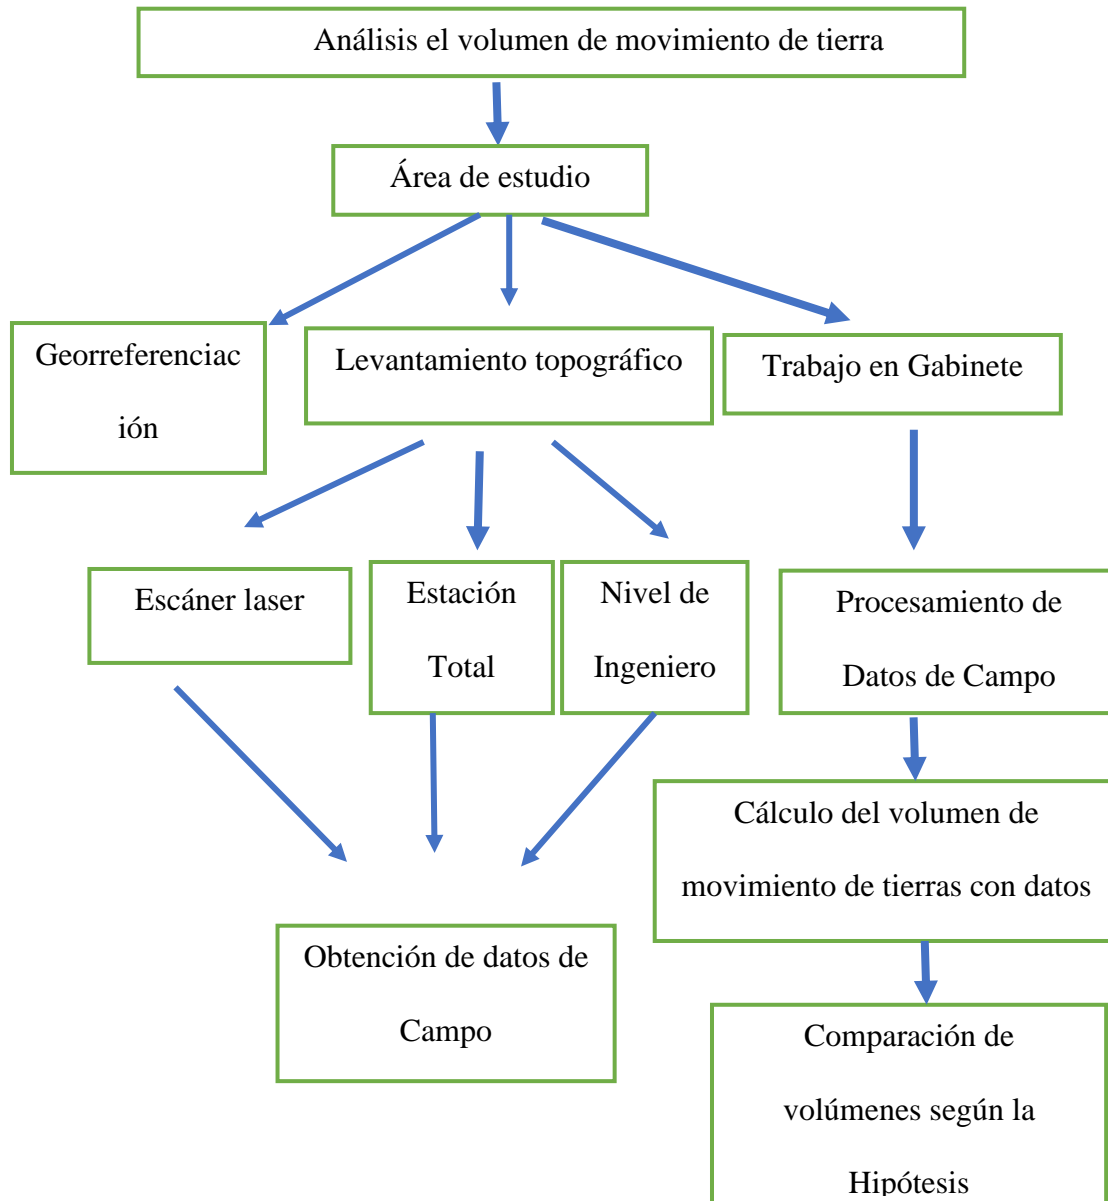 Análisis el volumen de movimiento de tierra
Área de estudio
Georreferenciac
ión
Levantamiento topográfico
Trabajo en Gabinete
Escáner laser
Estación
Total
Nivel de
Ingeniero
Procesamiento de
Datos de Campo
Cálculo del volumen de
movimiento de tierras con datos
Obtención de datos de
Campo
Comparación de
volúmenes según la
Hipótesis